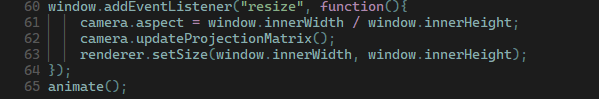 60 window.addEventListener("resize", function(){
61     camera.aspect = window.innerWidth / window.innerHeight;
62     camera.updateProjectionMatrix();
63     renderer.setSize(window.innerWidth, window.innerHeight);
64 });
65 animate();